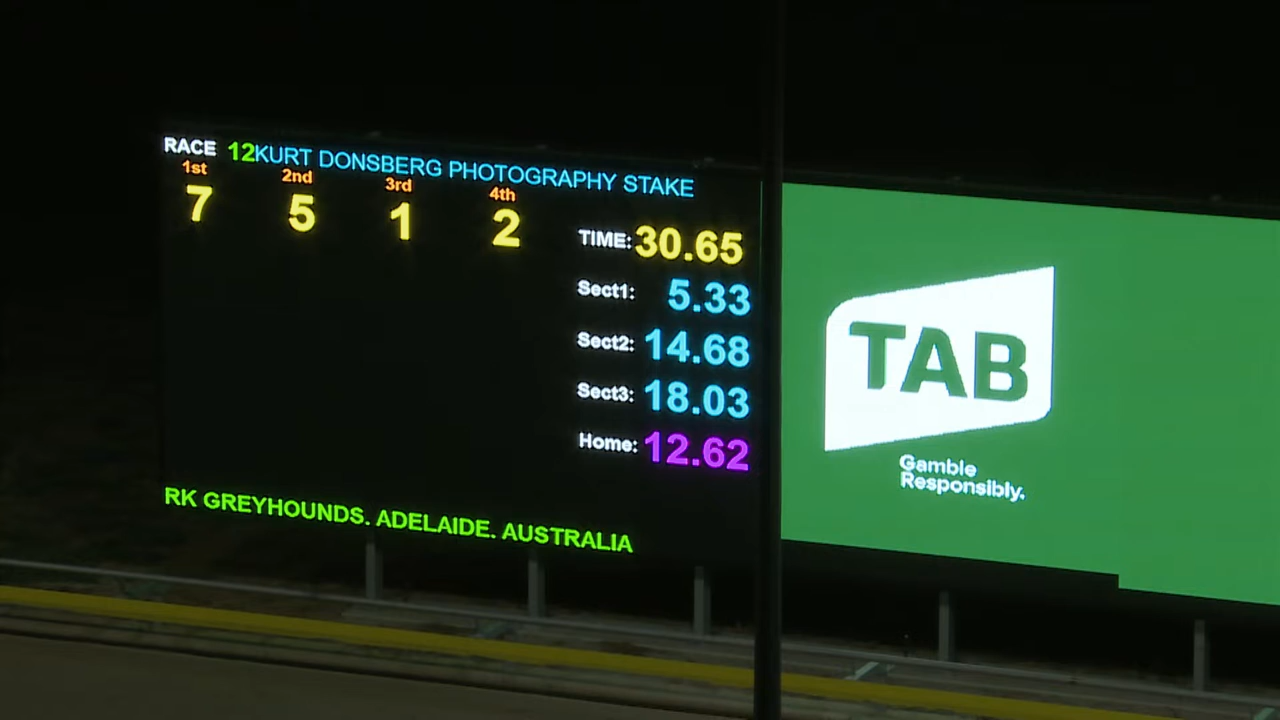 RACE 12KURT DONSBERG PHOTOGRAPHY STAKE
1st 2nd 3rd 4th
7 5 1 2
TIME: 30.65
Sect1: 5.33
Sect2: 14.68
Sect3: 18.03
Home: 12.62
RK GREYHOUNDS. ADELAIDE. AUSTRALIA
TAB
Gamble
Responsibly.